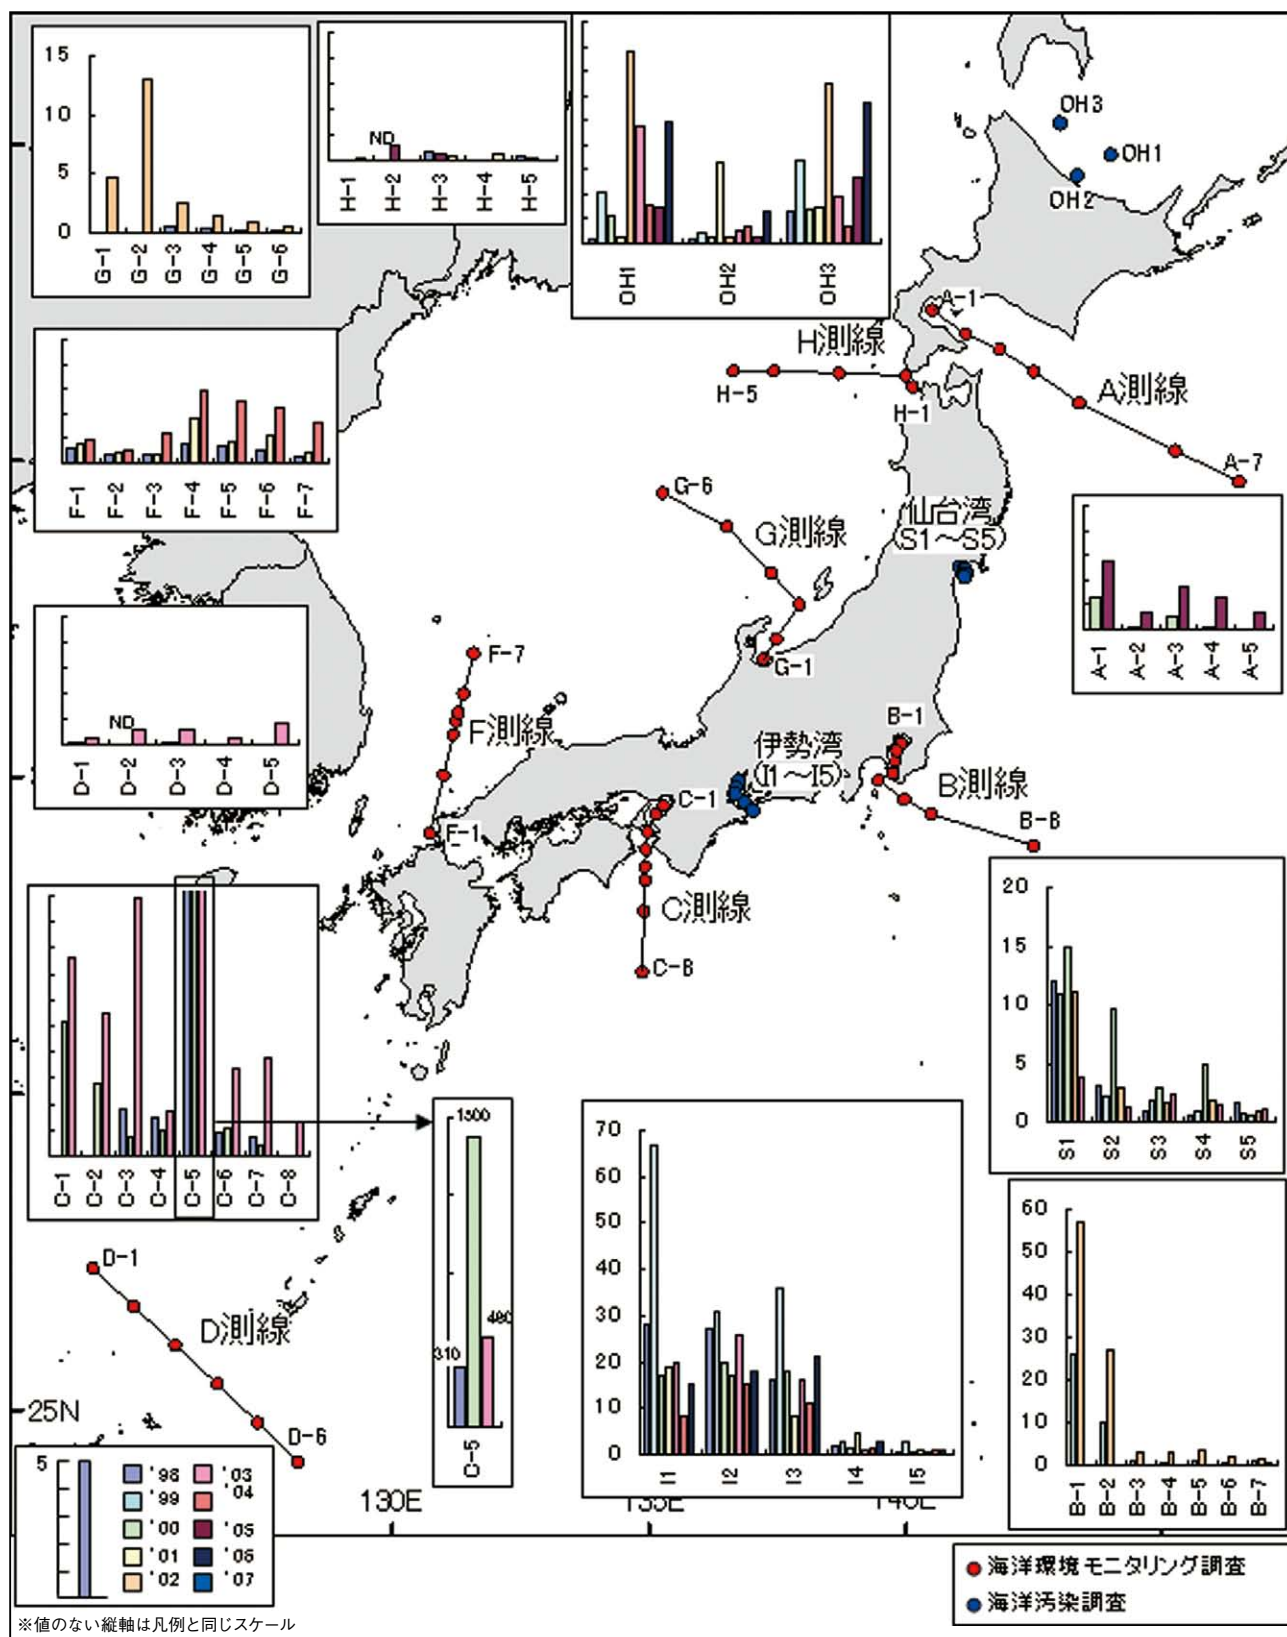 15
10
5
0
G-1
G-2
G-3
G-4
G-5
G-6
ND
H-1
H-2
H-3
H-4
H-5
OH1
OH2
OH3
OH3
OH1
OH2
F-1
F-2
F-3
F-4
F-5
F-6
F-7
H測線
H-5
H-1
A-1
A測線
A-7
G-6
G測線
G-1
仙台湾
(S1~S5)
A-1
A-2
A-3
A-4
A-5
ND
D-1
D-2
D-3
D-4
D-5
F-7
F測線
F-1
伊勢湾
(I1~I5)
B-1
B測線
B-8
C-1
C測線
C-8
C-1
C-2
C-3
C-4
C-5
C-6
C-7
C-8
1500
310
480
C-5
20
15
10
5
0
S1
S2
S3
S4
S5
70
60
50
40
30
20
10
0
I1
I2
I3
I4
I5
60
50
40
30
20
10
0
B-1
B-2
B-3
B-4
B-5
B-6
B-7
D-1
D測線
D-6
25N
130E
135E
140E
5
'98
'99
'00
'01
'02
'03
'04
'05
'06
'07
※値のない縦軸は凡例と同じスケール
海洋環境モニタリング調査
海洋汚染調査